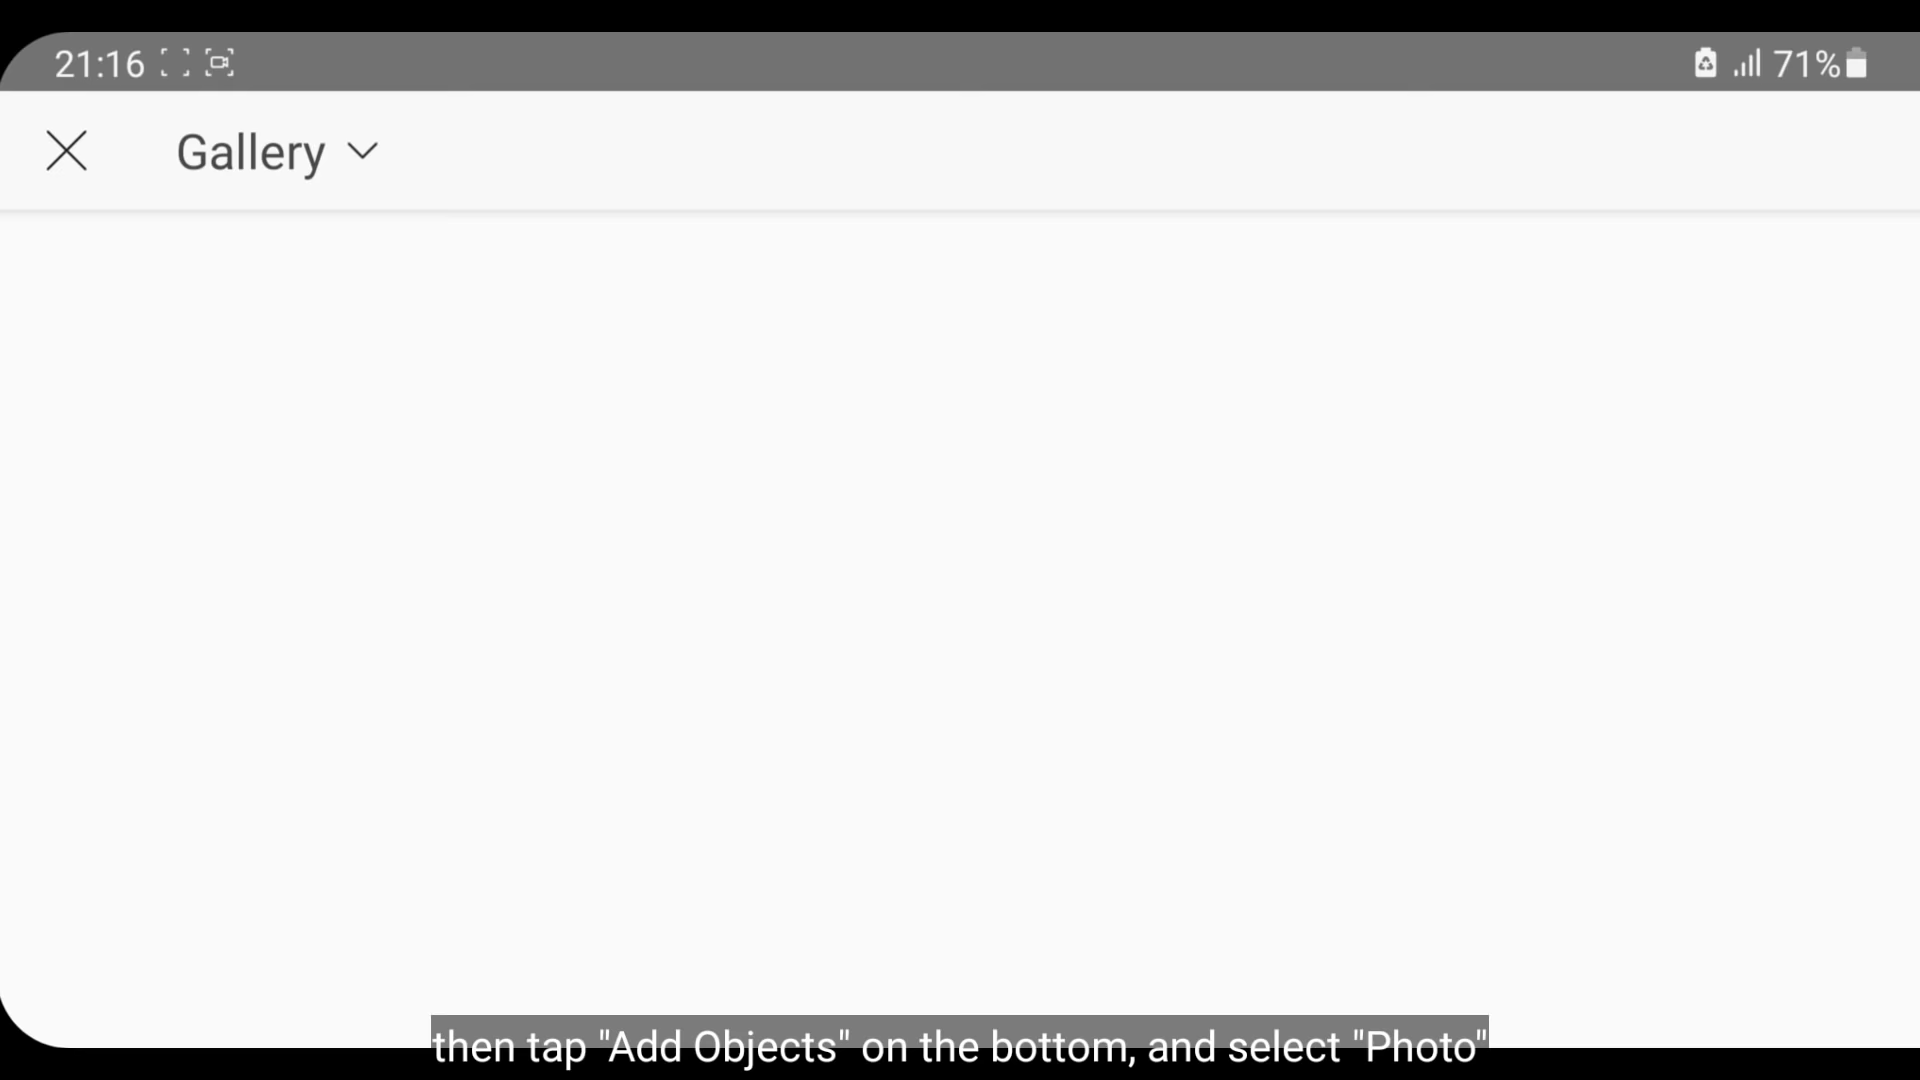 21:16
71%
Gallery
then tap "Add Objects" on the bottom, and select "Photo"